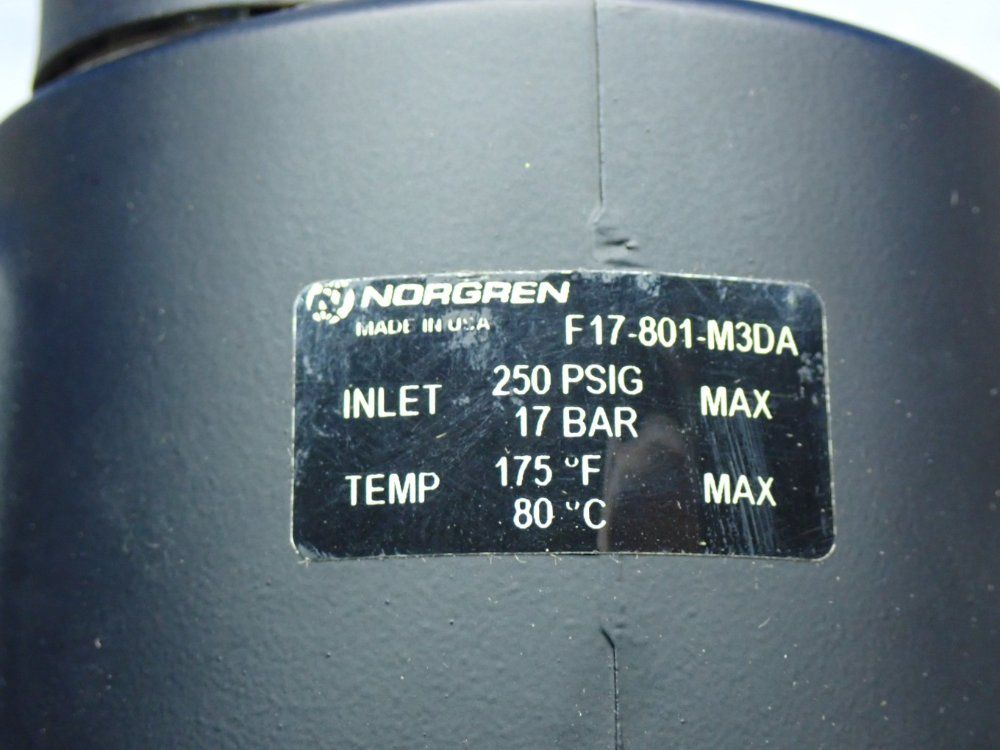 NORGREN
MADE IN USA F17-801-M3DA
INLET 250 PSIG MAX
17 BAR
TEMP 175 °F MAX
80 °C